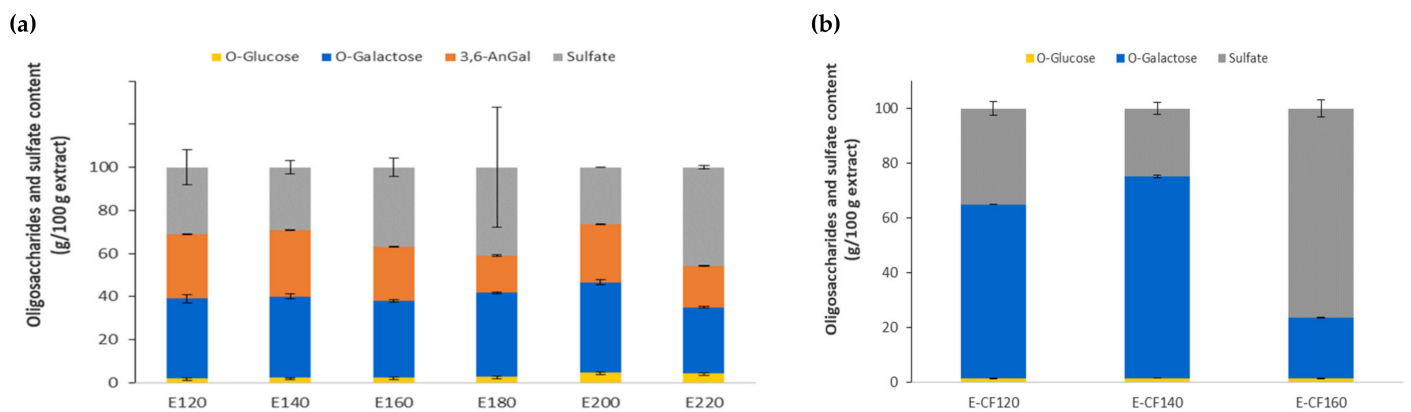 (a)
O-Glucose O-Galactose 3,6-AnGal Sulfate
Oligosaccharides and sulfate content
(g/100 g extract)
100
80
60
40
20
0
E120 E140 E160 E180 E200 E220
(b)
O-Glucose O-Galactose Sulfate
Oligosaccharides and sulfate content
(g/100 g extract)
100
80
60
40
20
0
E-CF120 E-CF140 E-CF160